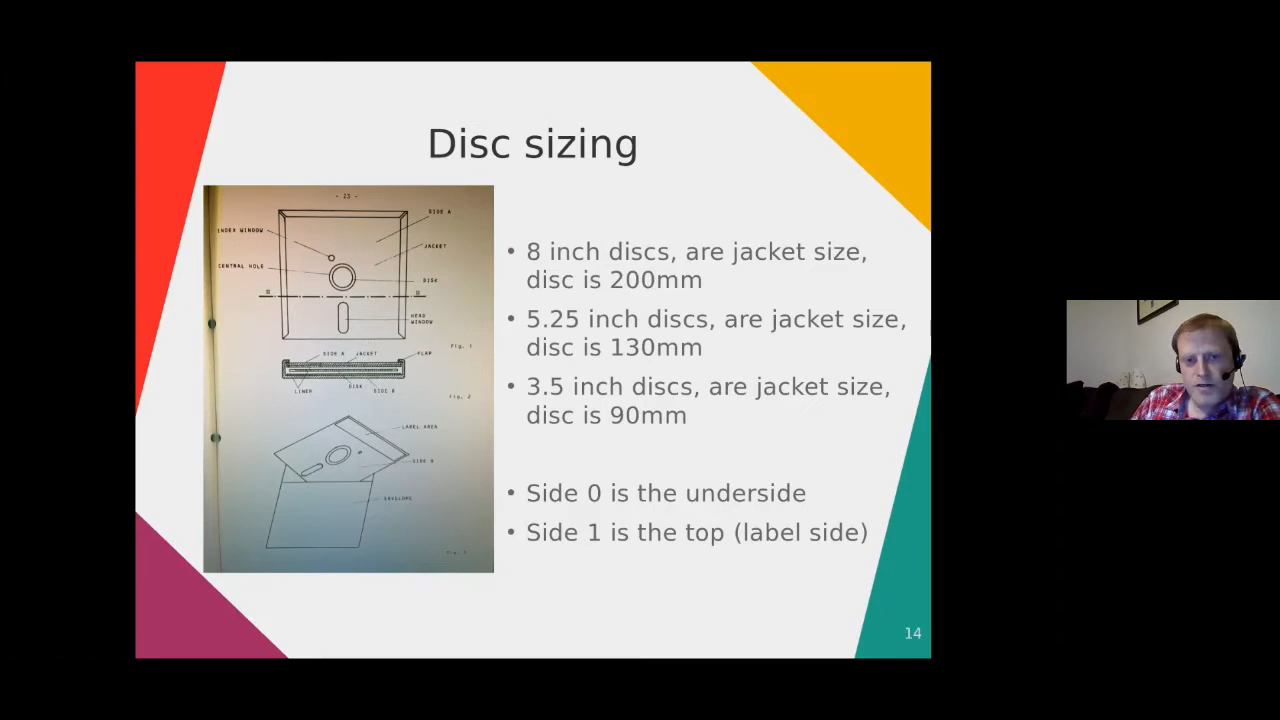 Disc sizing
- 23 -
SIDE A
INDEX WINDOW
JACKET
CENTRAL HOLE
DISK
HEAD
WINDOW
Fig. 1
SIDE A JACKET FLAP
LINER DISK SIDE B
Fig. 2
LABEL AREA
SIDE B
ENVELOPE
• 8 inch discs, are jacket size,
disc is 200mm
• 5.25 inch discs, are jacket size,
disc is 130mm
• 3.5 inch discs, are jacket size,
disc is 90mm
• Side 0 is the underside
• Side 1 is the top (label side)
14